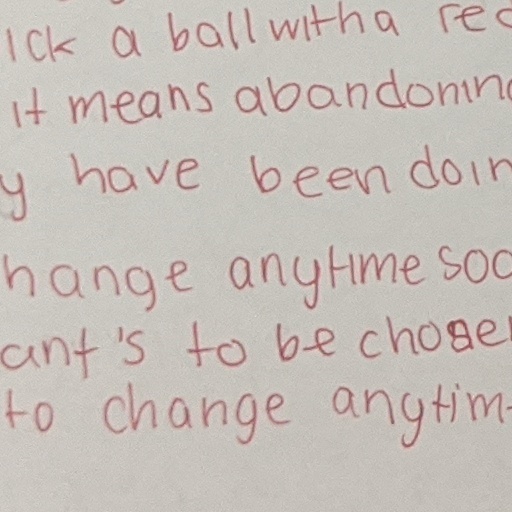 ick a ball with a rec
it means abandonin
y have been doin
hange anytime soo
ant's to be chose
to change anytim